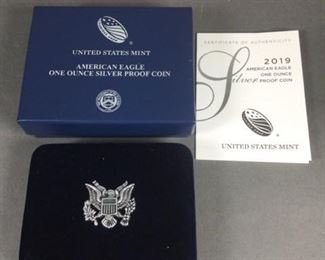 UNITED STATES MINT
AMERICAN EAGLE
ONE OUNCE SILVER PROOF COIN
CERTIFICATE OF AUTHENTICITY
Silver
2019
AMERICAN EAGLE
ONE OUNCE
PROOF COIN
UNITED STATES MINT